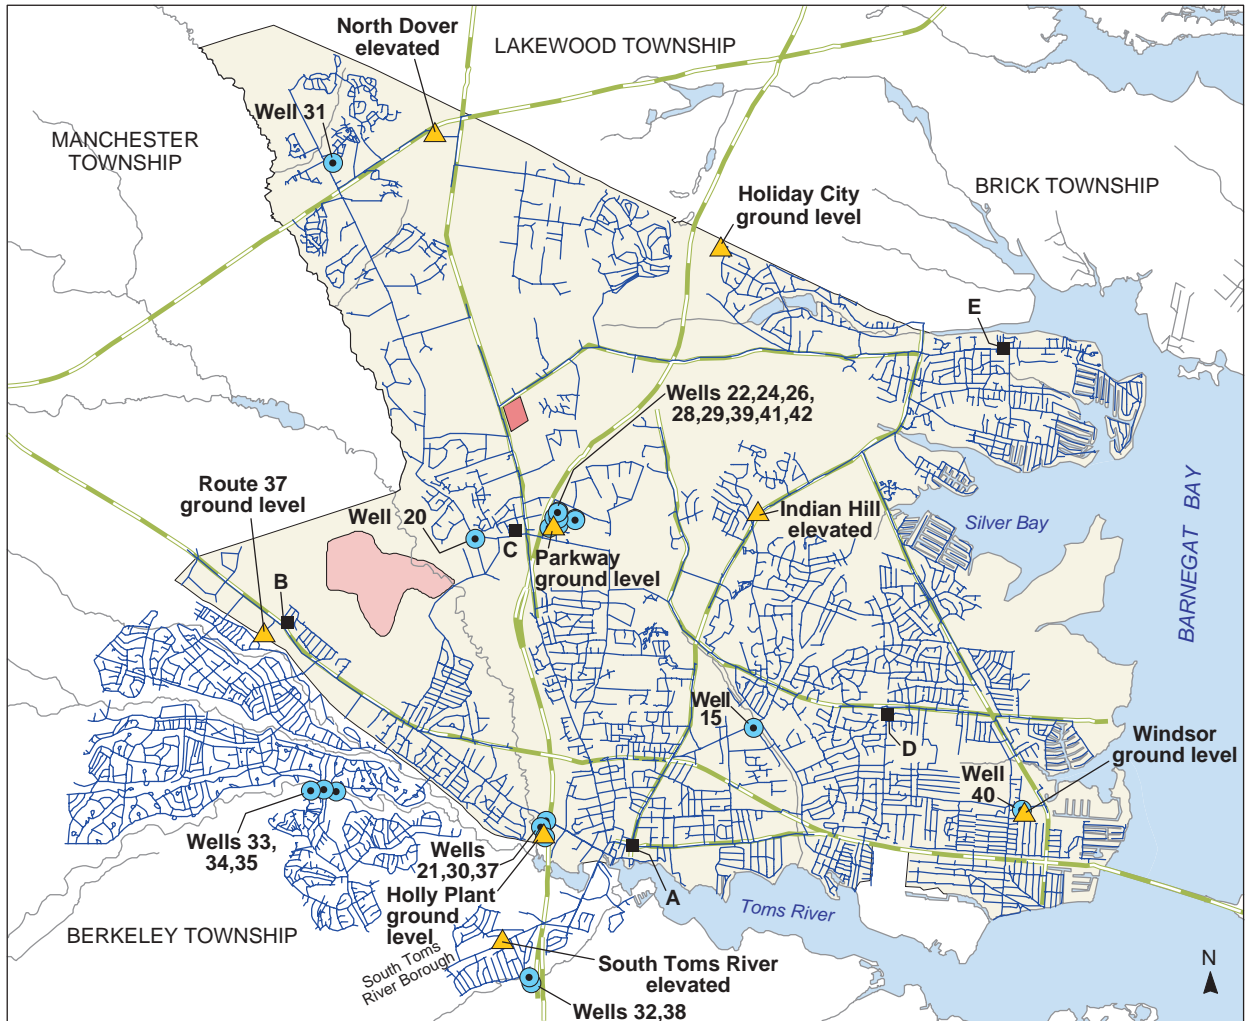 North Dover
elevated
LAKEWOOD TOWNSHIP
Well 31
MANCHESTER
TOWNSHIP
BRICK TOWNSHIP
Holiday City
ground level
E
Wells 22,24,26,
28,29,39,41,42
Route 37
ground level
Well 20
C
Parkway
ground level
Indian Hill
elevated
Silver Bay
BARNEGAT BAY
B
Well
15
D
Windsor
ground level
Well
40
Wells 33,
34,35
Wells
21,30,37
Holly Plant
ground
level
A
Toms River
BERKELEY TOWNSHIP
South Toms
River Borough
South Toms River
elevated
Wells 32,38
N